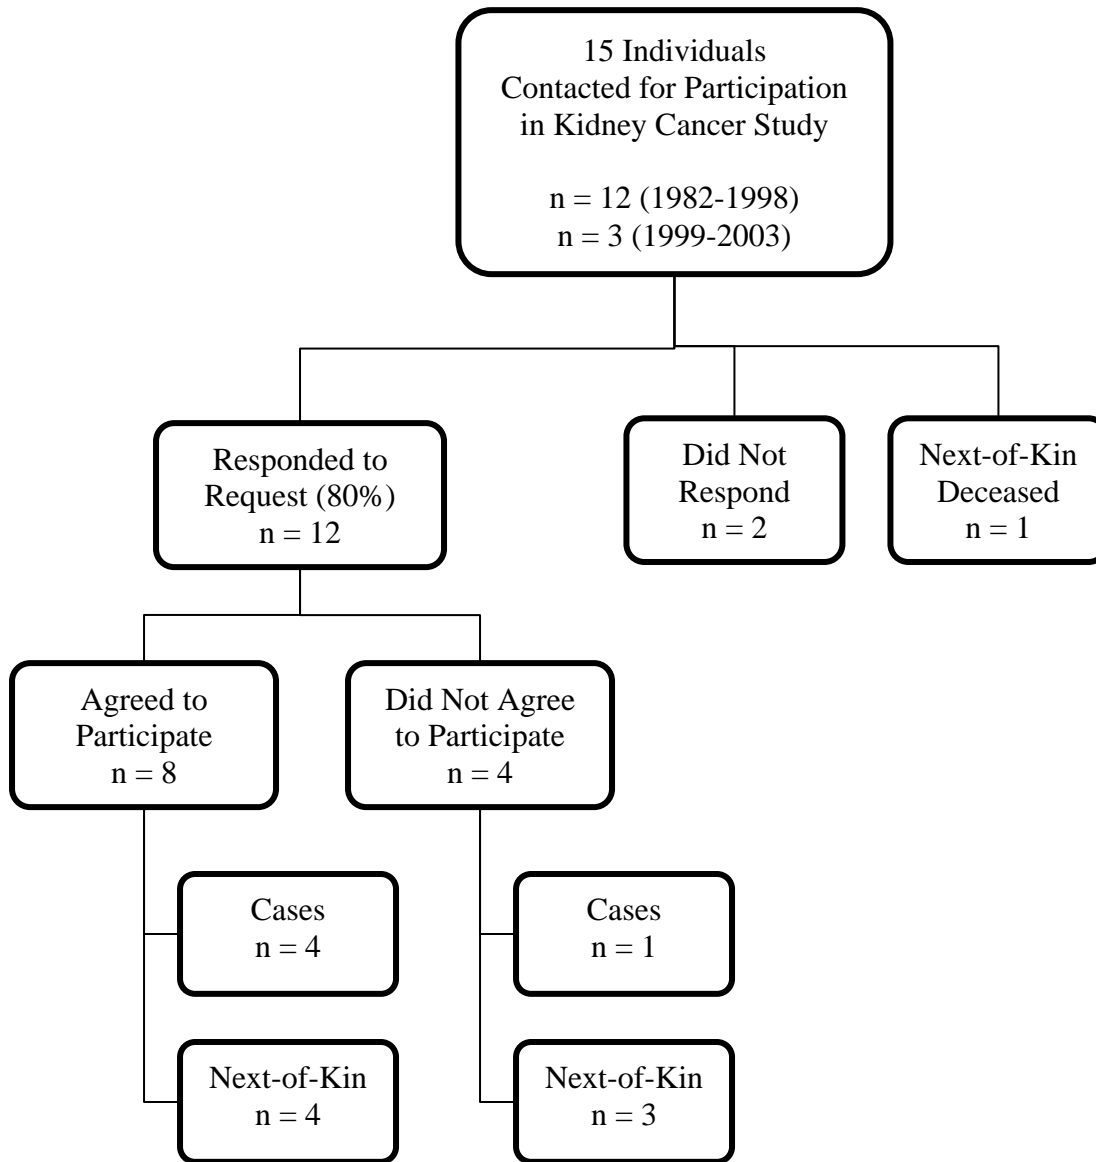 15 Individuals
Contacted for Participation
in Kidney Cancer Study
n = 12 (1982-1998)
n = 3 (1999-2003)
Responded to
Request (80%)
n = 12
Did Not
Respond
n = 2
Next-of-Kin
Deceased
n = 1
Agreed to
Participate
n = 8
Did Not Agree
to Participate
n = 4
Cases
n = 4
Cases
n = 1
Next-of-Kin
n = 4
Next-of-Kin
n = 3